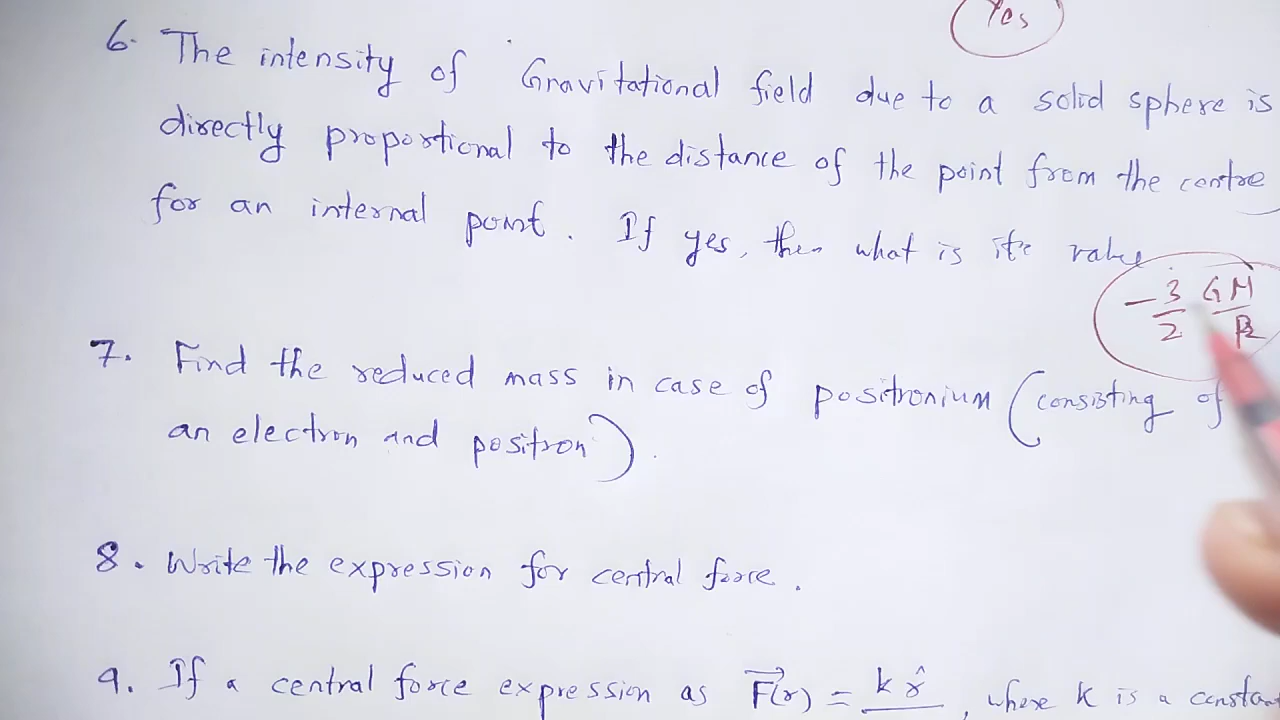 Yes
6. The intensity of Gravitational field due to a solid sphere is
directly proportional to the distance of the point from the centre
for an internal point. If yes, then what is it's value
- 3/2 GM/R
7. Find the reduced mass in case of positronium (consisting of
an electron and positron).
8. Write the expression for central force.
9. If a central force expression as F⃗(r) = k r̂ , where k is a constant